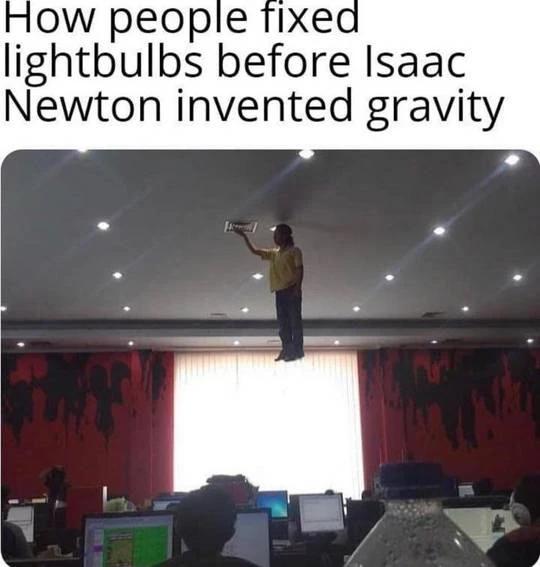 How people fixed
lightbulbs before Isaac
Newton invented gravity